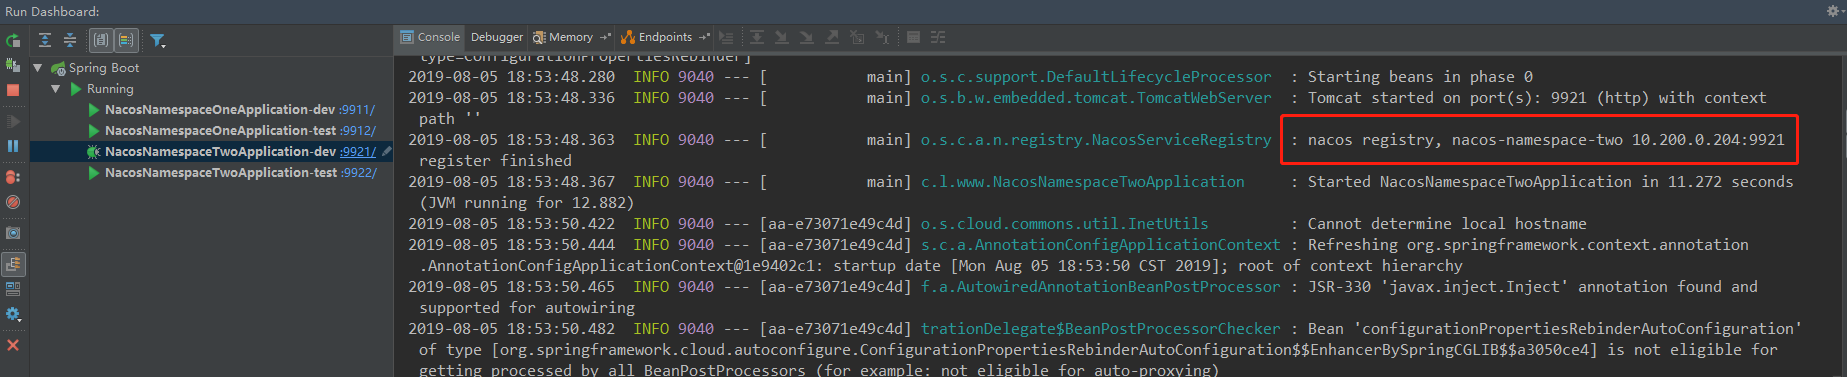 Run Dashboard:
Console Debugger Memory →* Endpoints →*
Spring Boot
Running
NacosNamespaceOneApplication-dev :9911/
NacosNamespaceOneApplication-test :9912/
NacosNamespaceTwoApplication-dev :9921/
NacosNamespaceTwoApplication-test :9922/
type=ConfigurationPropertiesRebinder]
2019-08-05 18:53:48.280 INFO 9040 --- [ main] o.s.c.support.DefaultLifecycleProcessor : Starting beans in phase 0
2019-08-05 18:53:48.336 INFO 9040 --- [ main] o.s.b.w.embedded.tomcat.TomcatWebServer : Tomcat started on port(s): 9921 (http) with context
path ''
2019-08-05 18:53:48.363 INFO 9040 --- [ main] o.s.c.a.n.registry.NacosServiceRegistry : nacos registry, nacos-namespace-two 10.200.0.204:9921
register finished
2019-08-05 18:53:48.367 INFO 9040 --- [ main] c.l.www.NacosNamespaceTwoApplication : Started NacosNamespaceTwoApplication in 11.272 seconds
(JVM running for 12.882)
2019-08-05 18:53:50.422 INFO 9040 --- [aa-e73071e49c4d] o.s.cloud.commons.util.InetUtils : Cannot determine local hostname
2019-08-05 18:53:50.444 INFO 9040 --- [aa-e73071e49c4d] s.c.a.AnnotationConfigApplicationContext : Refreshing org.springframework.context.annotation
.AnnotationConfigApplicationContext@1e9402c1: startup date [Mon Aug 05 18:53:50 CST 2019]; root of context hierarchy
2019-08-05 18:53:50.465 INFO 9040 --- [aa-e73071e49c4d] f.a.AutowiredAnnotationBeanPostProcessor : JSR-330 'javax.inject.Inject' annotation found and
supported for autowiring
2019-08-05 18:53:50.482 INFO 9040 --- [aa-e73071e49c4d] trationDelegate$BeanPostProcessorChecker : Bean 'configurationPropertiesRebinderAutoConfiguration'
of type [org.springframework.cloud.autoconfigure.ConfigurationPropertiesRebinderAutoConfiguration$$EnhancerBySpringCGLIB$$a3050ce4] is not eligible for
getting processed by all BeanPostProcessors (for example: not eligible for auto-proxying)